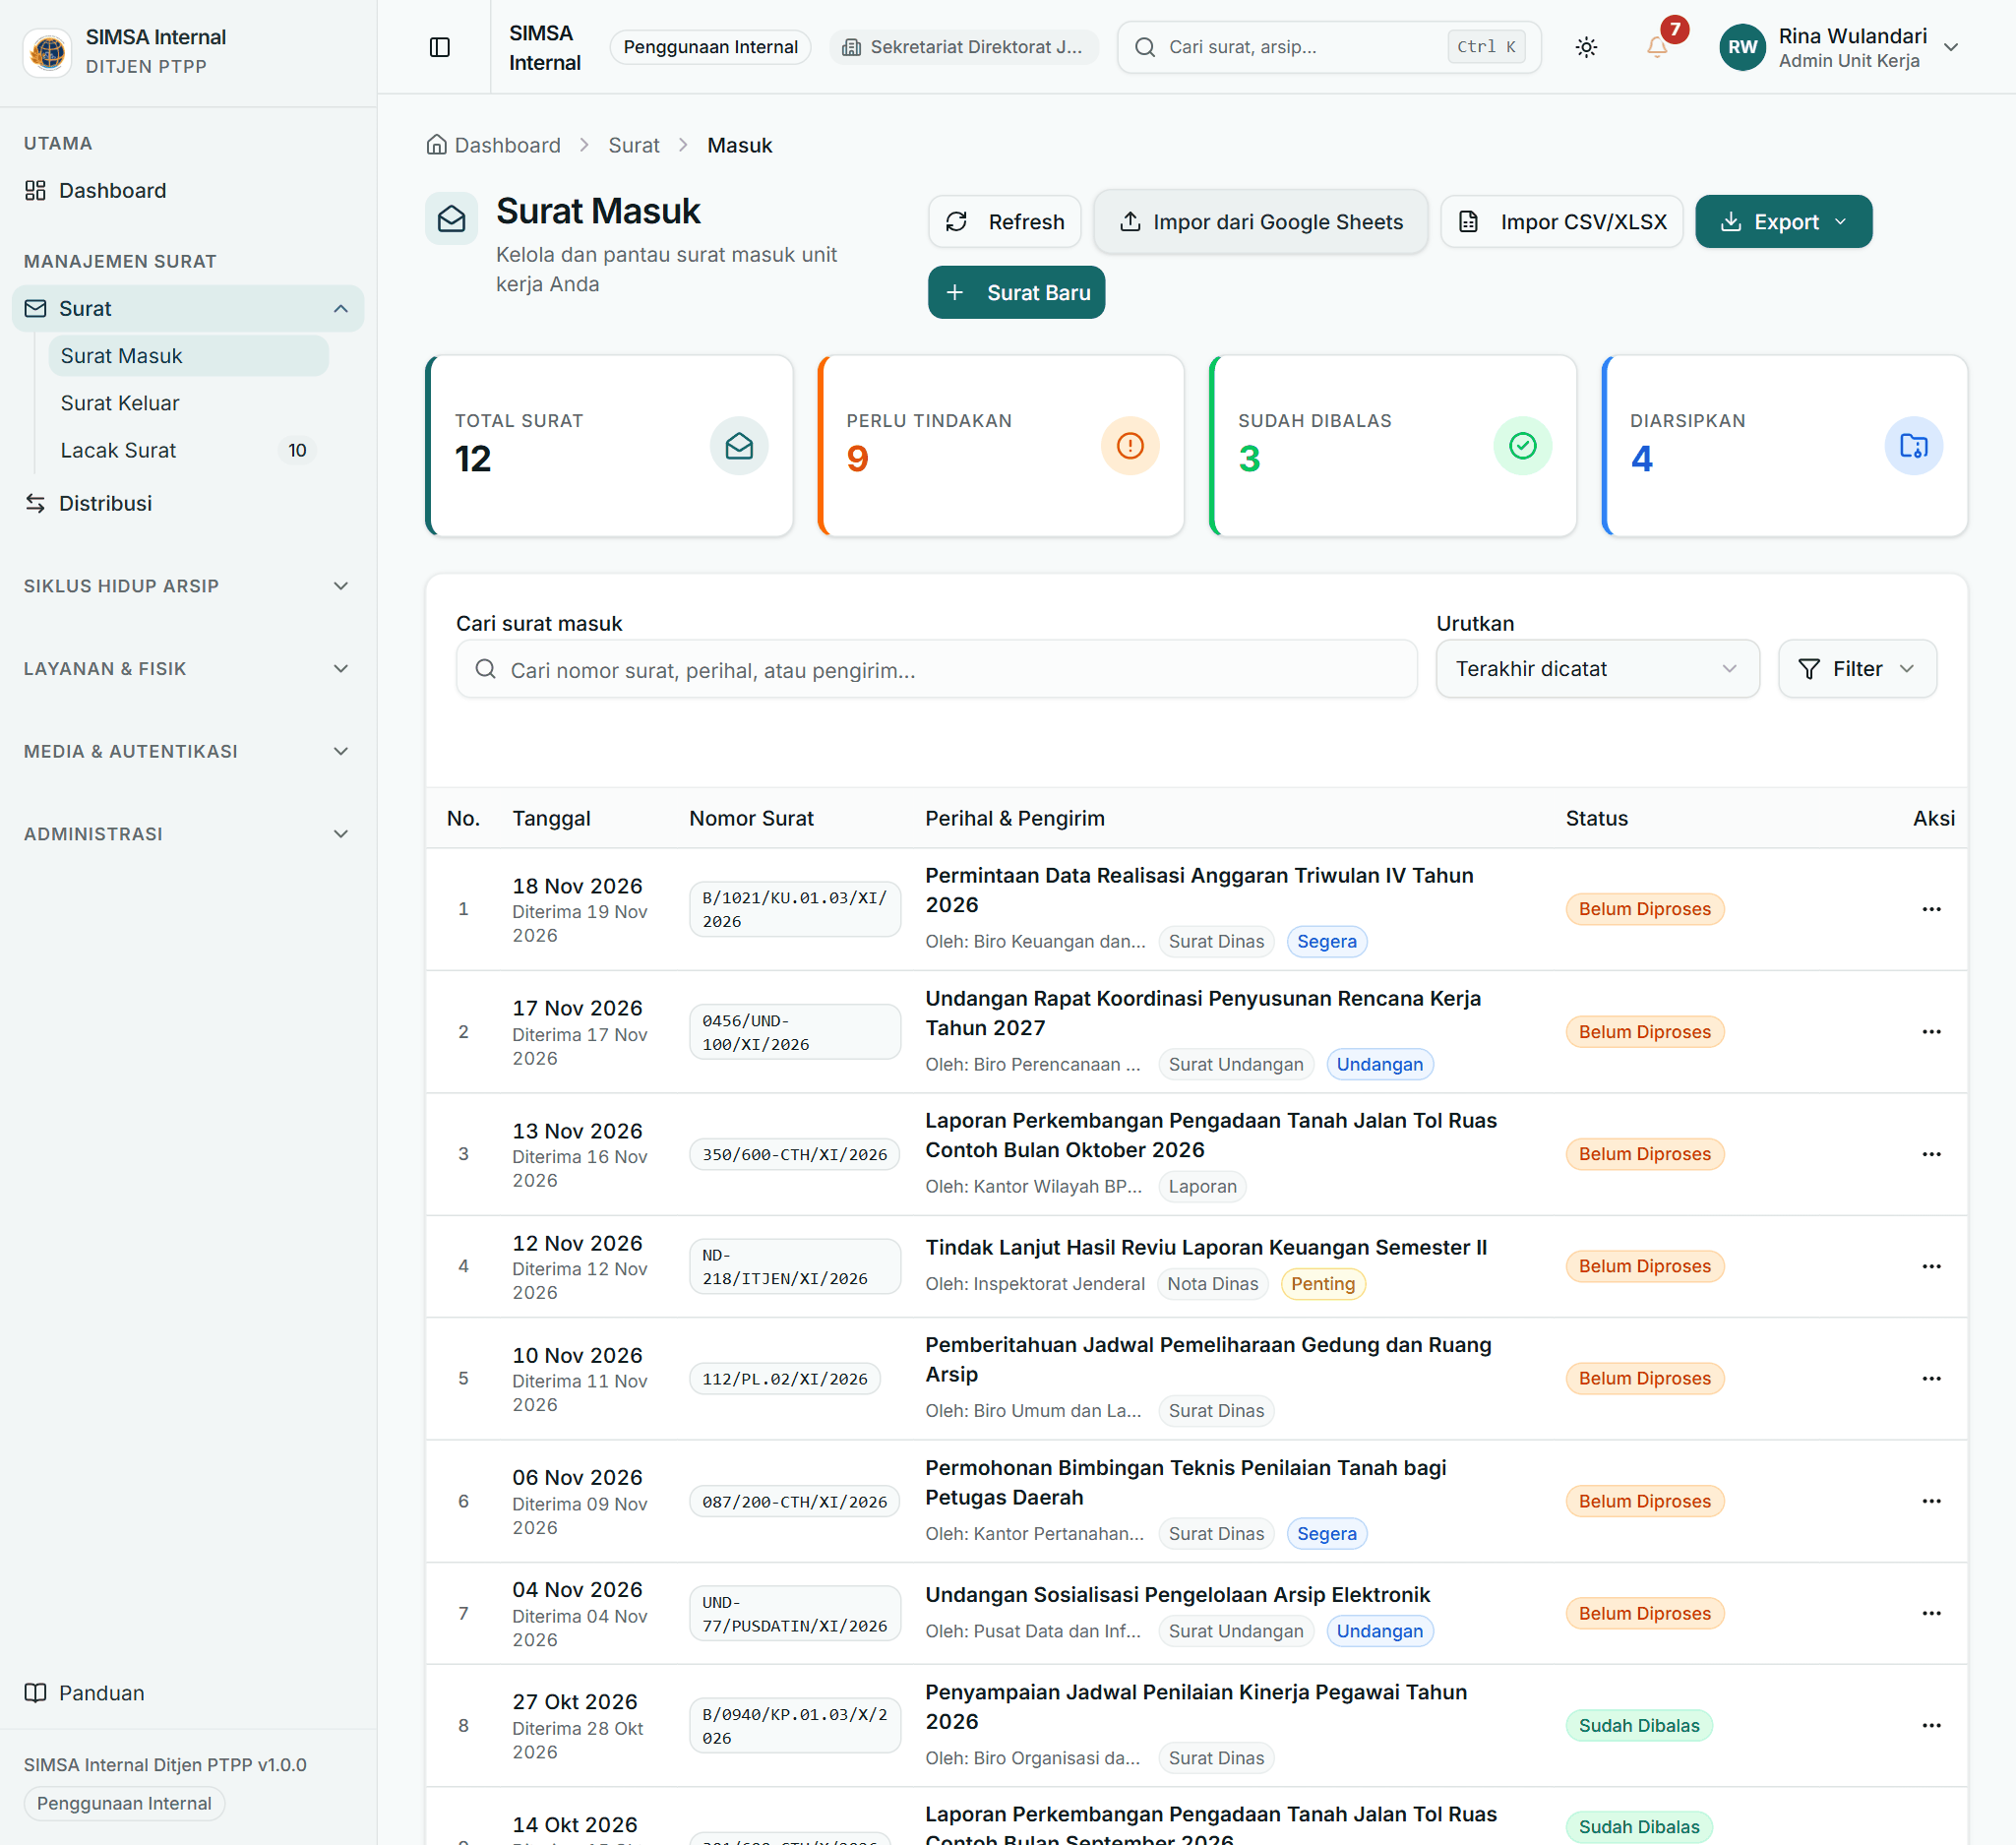 SIMSA Internal
DITJEN PTPP
UTAMA
Dashboard
MANAJEMEN SURAT
Surat
Surat Masuk
Surat Keluar
Lacak Surat 10
Distribusi
SIKLUS HIDUP ARSIP
LAYANAN & FISIK
MEDIA & AUTENTIKASI
ADMINISTRASI
Panduan
SIMSA Internal Ditjen PTPP v1.0.0
Penggunaan Internal
SIMSA
Internal
Penggunaan Internal
Sekretariat Direktorat J...
Cari surat, arsip...
Ctrl K
7
RW
Rina Wulandari
Admin Unit Kerja
Dashboard > Surat > Masuk
Surat Masuk
Kelola dan pantau surat masuk unit
kerja Anda
Refresh
Impor dari Google Sheets
Impor CSV/XLSX
Export
Surat Baru
TOTAL SURAT
12
PERLU TINDAKAN
9
SUDAH DIBALAS
3
DIARSIPKAN
4
Cari surat masuk
Cari nomor surat, perihal, atau pengirim...
Urutkan
Terakhir dicatat
Filter
No. Tanggal Nomor Surat Perihal & Pengirim Status Aksi
1
18 Nov 2026
Diterima 19 Nov
2026
B/1021/KU.01.03/XI/
2026
Permintaan Data Realisasi Anggaran Triwulan IV Tahun
2026
Oleh: Biro Keuangan dan... Surat Dinas Segera
Belum Diproses
2
17 Nov 2026
Diterima 17 Nov
2026
0456/UND-
100/XI/2026
Undangan Rapat Koordinasi Penyusunan Rencana Kerja
Tahun 2027
Oleh: Biro Perencanaan ... Surat Undangan Undangan
Belum Diproses
3
13 Nov 2026
Diterima 16 Nov
2026
350/600-CTH/XI/2026
Laporan Perkembangan Pengadaan Tanah Jalan Tol Ruas
Contoh Bulan Oktober 2026
Oleh: Kantor Wilayah BP... Laporan
Belum Diproses
4
12 Nov 2026
Diterima 12 Nov
2026
ND-
218/ITJEN/XI/2026
Tindak Lanjut Hasil Reviu Laporan Keuangan Semester II
Oleh: Inspektorat Jenderal Nota Dinas Penting
Belum Diproses
5
10 Nov 2026
Diterima 11 Nov
2026
112/PL.02/XI/2026
Pemberitahuan Jadwal Pemeliharaan Gedung dan Ruang
Arsip
Oleh: Biro Umum dan La... Surat Dinas
Belum Diproses
6
06 Nov 2026
Diterima 09 Nov
2026
087/200-CTH/XI/2026
Permohonan Bimbingan Teknis Penilaian Tanah bagi
Petugas Daerah
Oleh: Kantor Pertanahan... Surat Dinas Segera
Belum Diproses
7
04 Nov 2026
Diterima 04 Nov
2026
UND-
77/PUSDATIN/XI/2026
Undangan Sosialisasi Pengelolaan Arsip Elektronik
Oleh: Pusat Data dan Inf... Surat Undangan Undangan
Belum Diproses
8
27 Okt 2026
Diterima 28 Okt
2026
B/0940/KP.01.03/X/2
026
Penyampaian Jadwal Penilaian Kinerja Pegawai Tahun
2026
Oleh: Biro Organisasi da... Surat Dinas
Sudah Dibalas
14 Okt 2026
Laporan Perkembangan Pengadaan Tanah Jalan Tol Ruas
Contoh Bulan September 2026
Sudah Dibalas